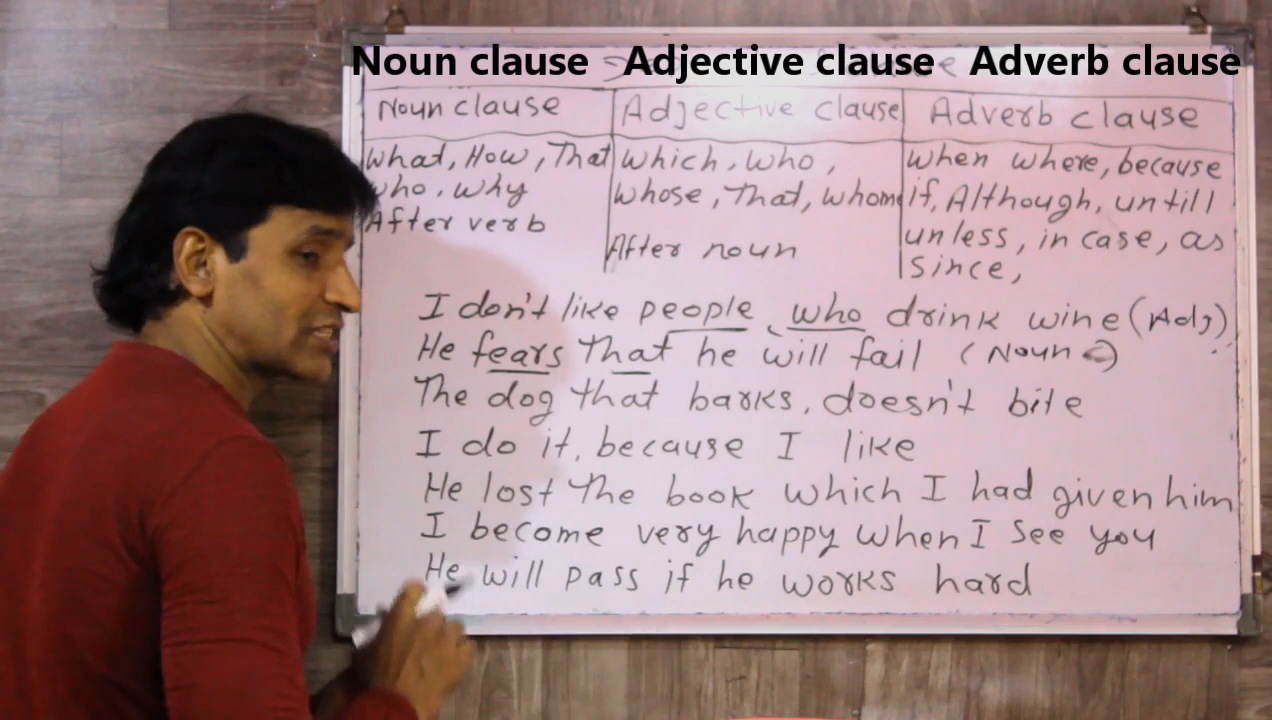 Noun clause Adjective clause Adverb clause
Noun clause Adjective clause Adverb clause
What, How, That which, who, when where, because
who, why whose, That, whom if, Although, untill
After verb After noun unless, in case, as
since,
I don't like people, who drink wine (Adj)
He fears that he will fail (Noun c)
The dog that barks, doesn't bite
I do it, because I like
He lost the book which I had given him
I become very happy when I see you
He will pass if he works hard